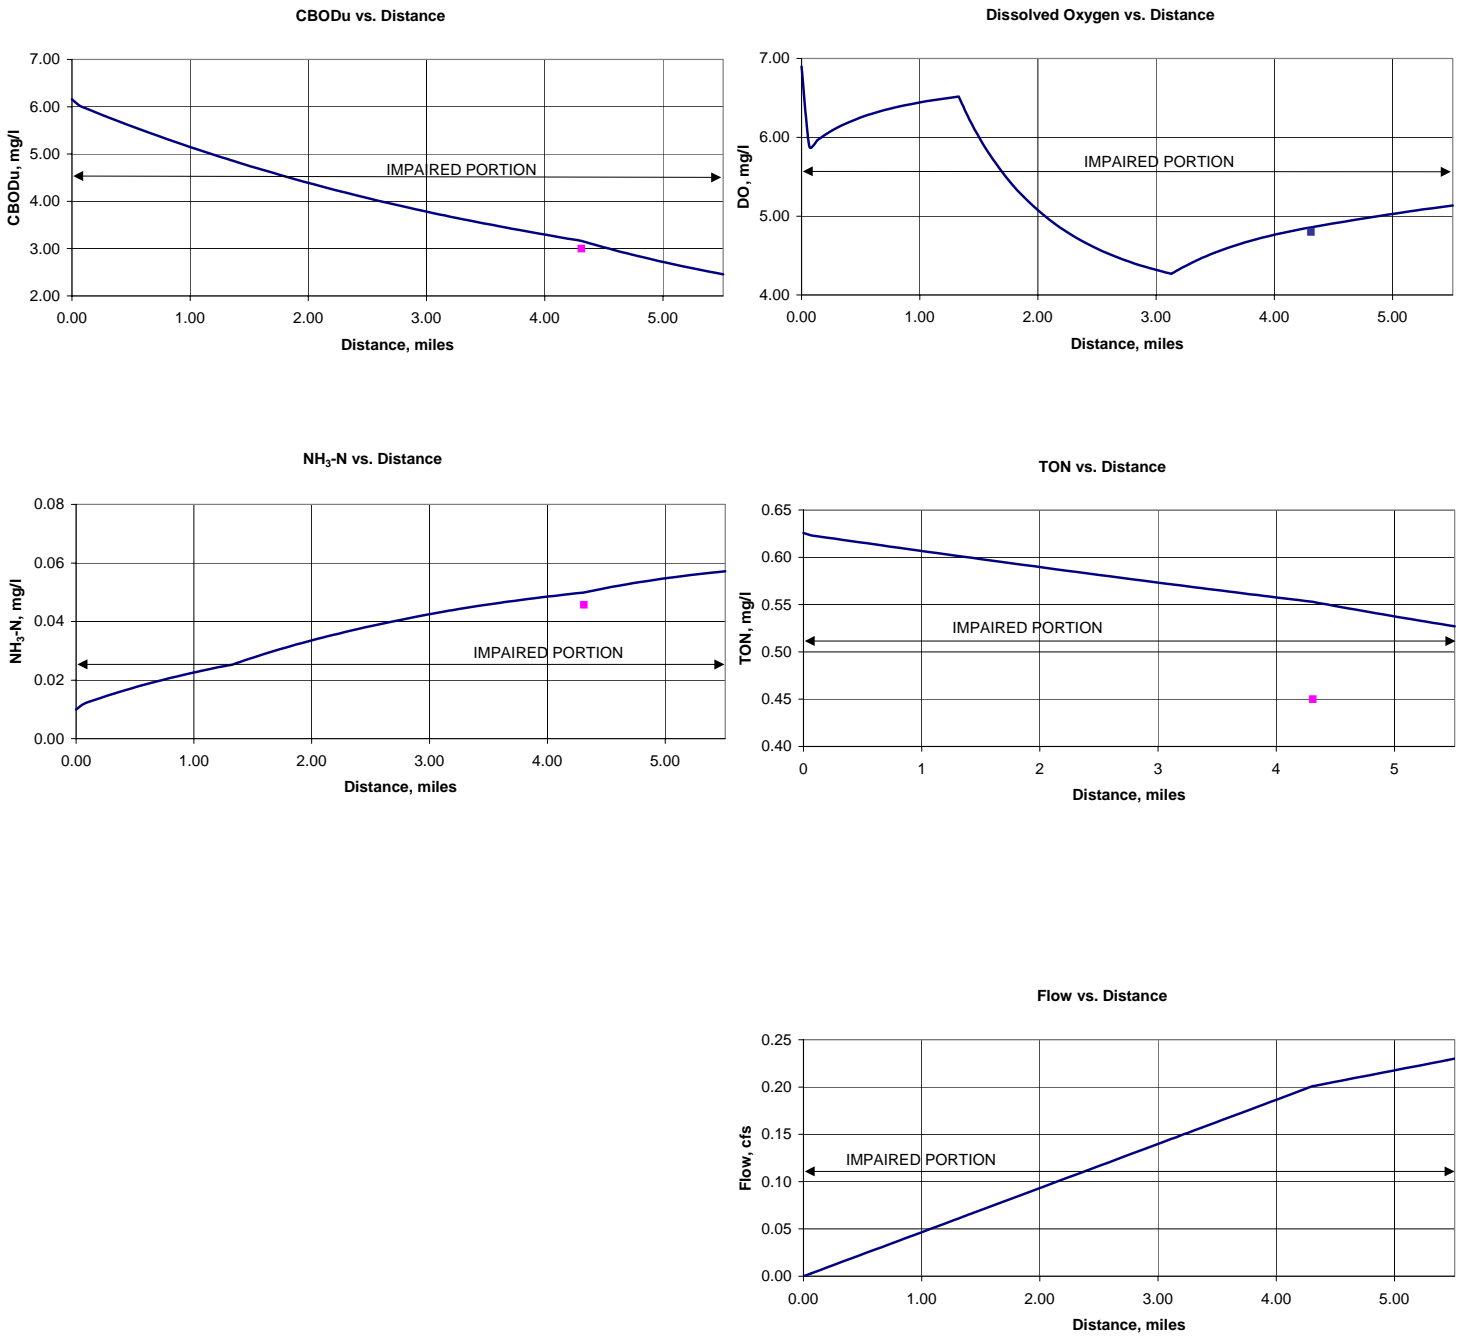 CBODu vs. Distance
7.00
6.00
5.00
4.00
3.00
2.00
CBODu, mg/l
IMPAIRED PORTION
0.00 1.00 2.00 3.00 4.00 5.00
Distance, miles
Dissolved Oxygen vs. Distance
7.00
6.00
5.00
4.00
DO, mg/l
IMPAIRED PORTION
0.00 1.00 2.00 3.00 4.00 5.00
Distance, miles
NH₃-N vs. Distance
0.08
0.06
0.04
0.02
0.00
NH₃-N, mg/l
IMPAIRED PORTION
0.00 1.00 2.00 3.00 4.00 5.00
Distance, miles
TON vs. Distance
0.65
0.60
0.55
0.50
0.45
0.40
TON, mg/l
IMPAIRED PORTION
0 1 2 3 4 5
Distance, miles
Flow vs. Distance
0.25
0.20
0.15
0.10
0.05
0.00
Flow, cfs
IMPAIRED PORTION
0.00 1.00 2.00 3.00 4.00 5.00
Distance, miles